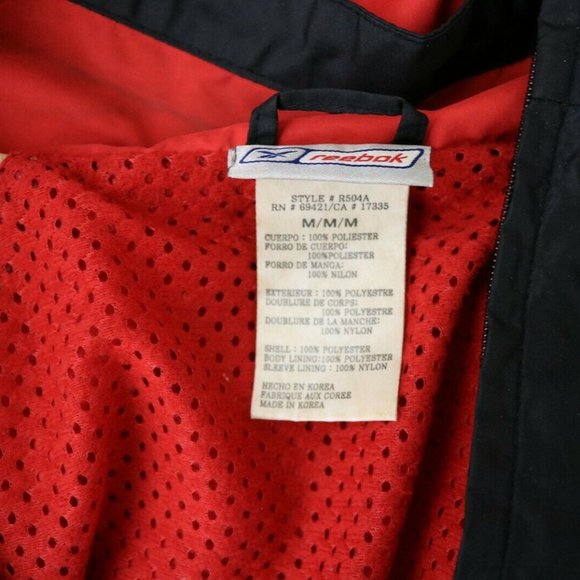 Reebok
STYLE # R504A
RN # 69421/CA # 17335
M/M/M
CUERPO : 100% POLIESTER
FORRO DE CUERPO:
100%POLIESTER
FORRO DE MANGA:
100% NILON
EXTERIEUR : 100% POLYESTRE
DOUBLURE DE CORPS:
100% POLYESTRE
DOUBLURE DE LA MANCHE:
100% NYLON
SHELL : 100% POLYESTER
BODY LINING:100%POLYESTER
SLEEVE LINING : 100% NYLON
HECHO EN KOREA
FABRIQUE AUX COREE
MADE IN KOREA